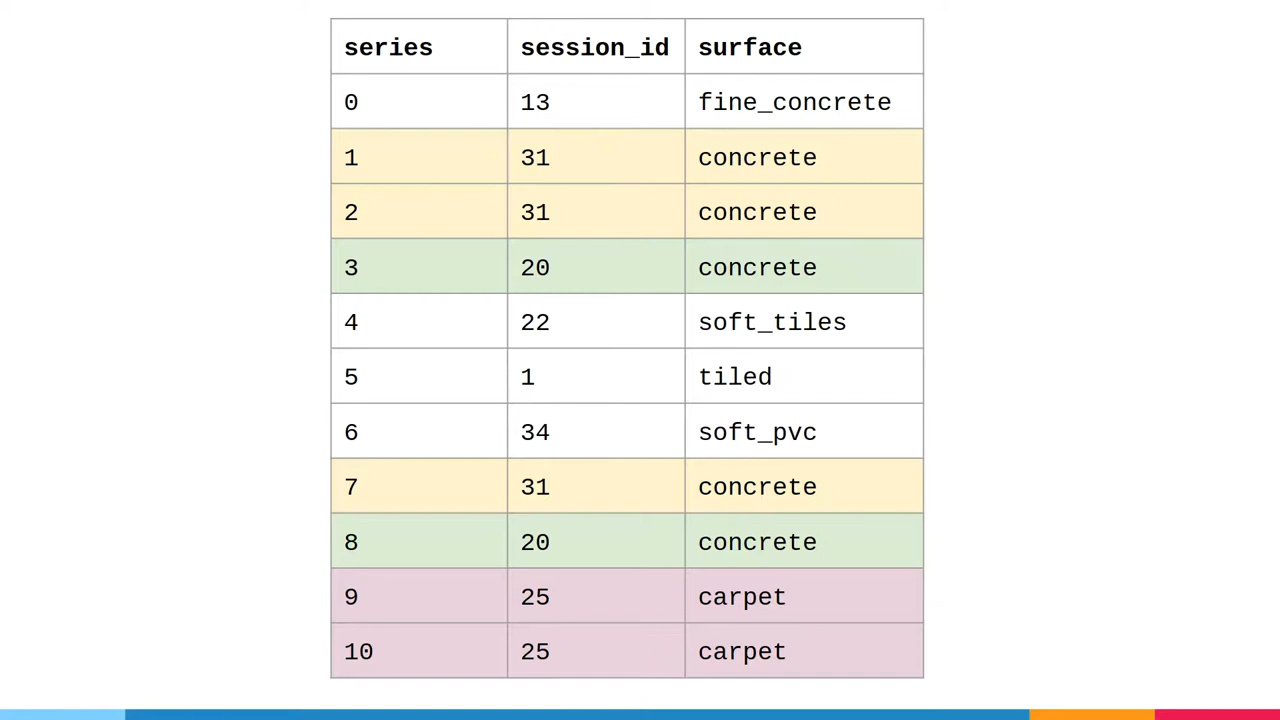 series session_id surface
0 13 fine_concrete
1 31 concrete
2 31 concrete
3 20 concrete
4 22 soft_tiles
5 1 tiled
6 34 soft_pvc
7 31 concrete
8 20 concrete
9 25 carpet
10 25 carpet